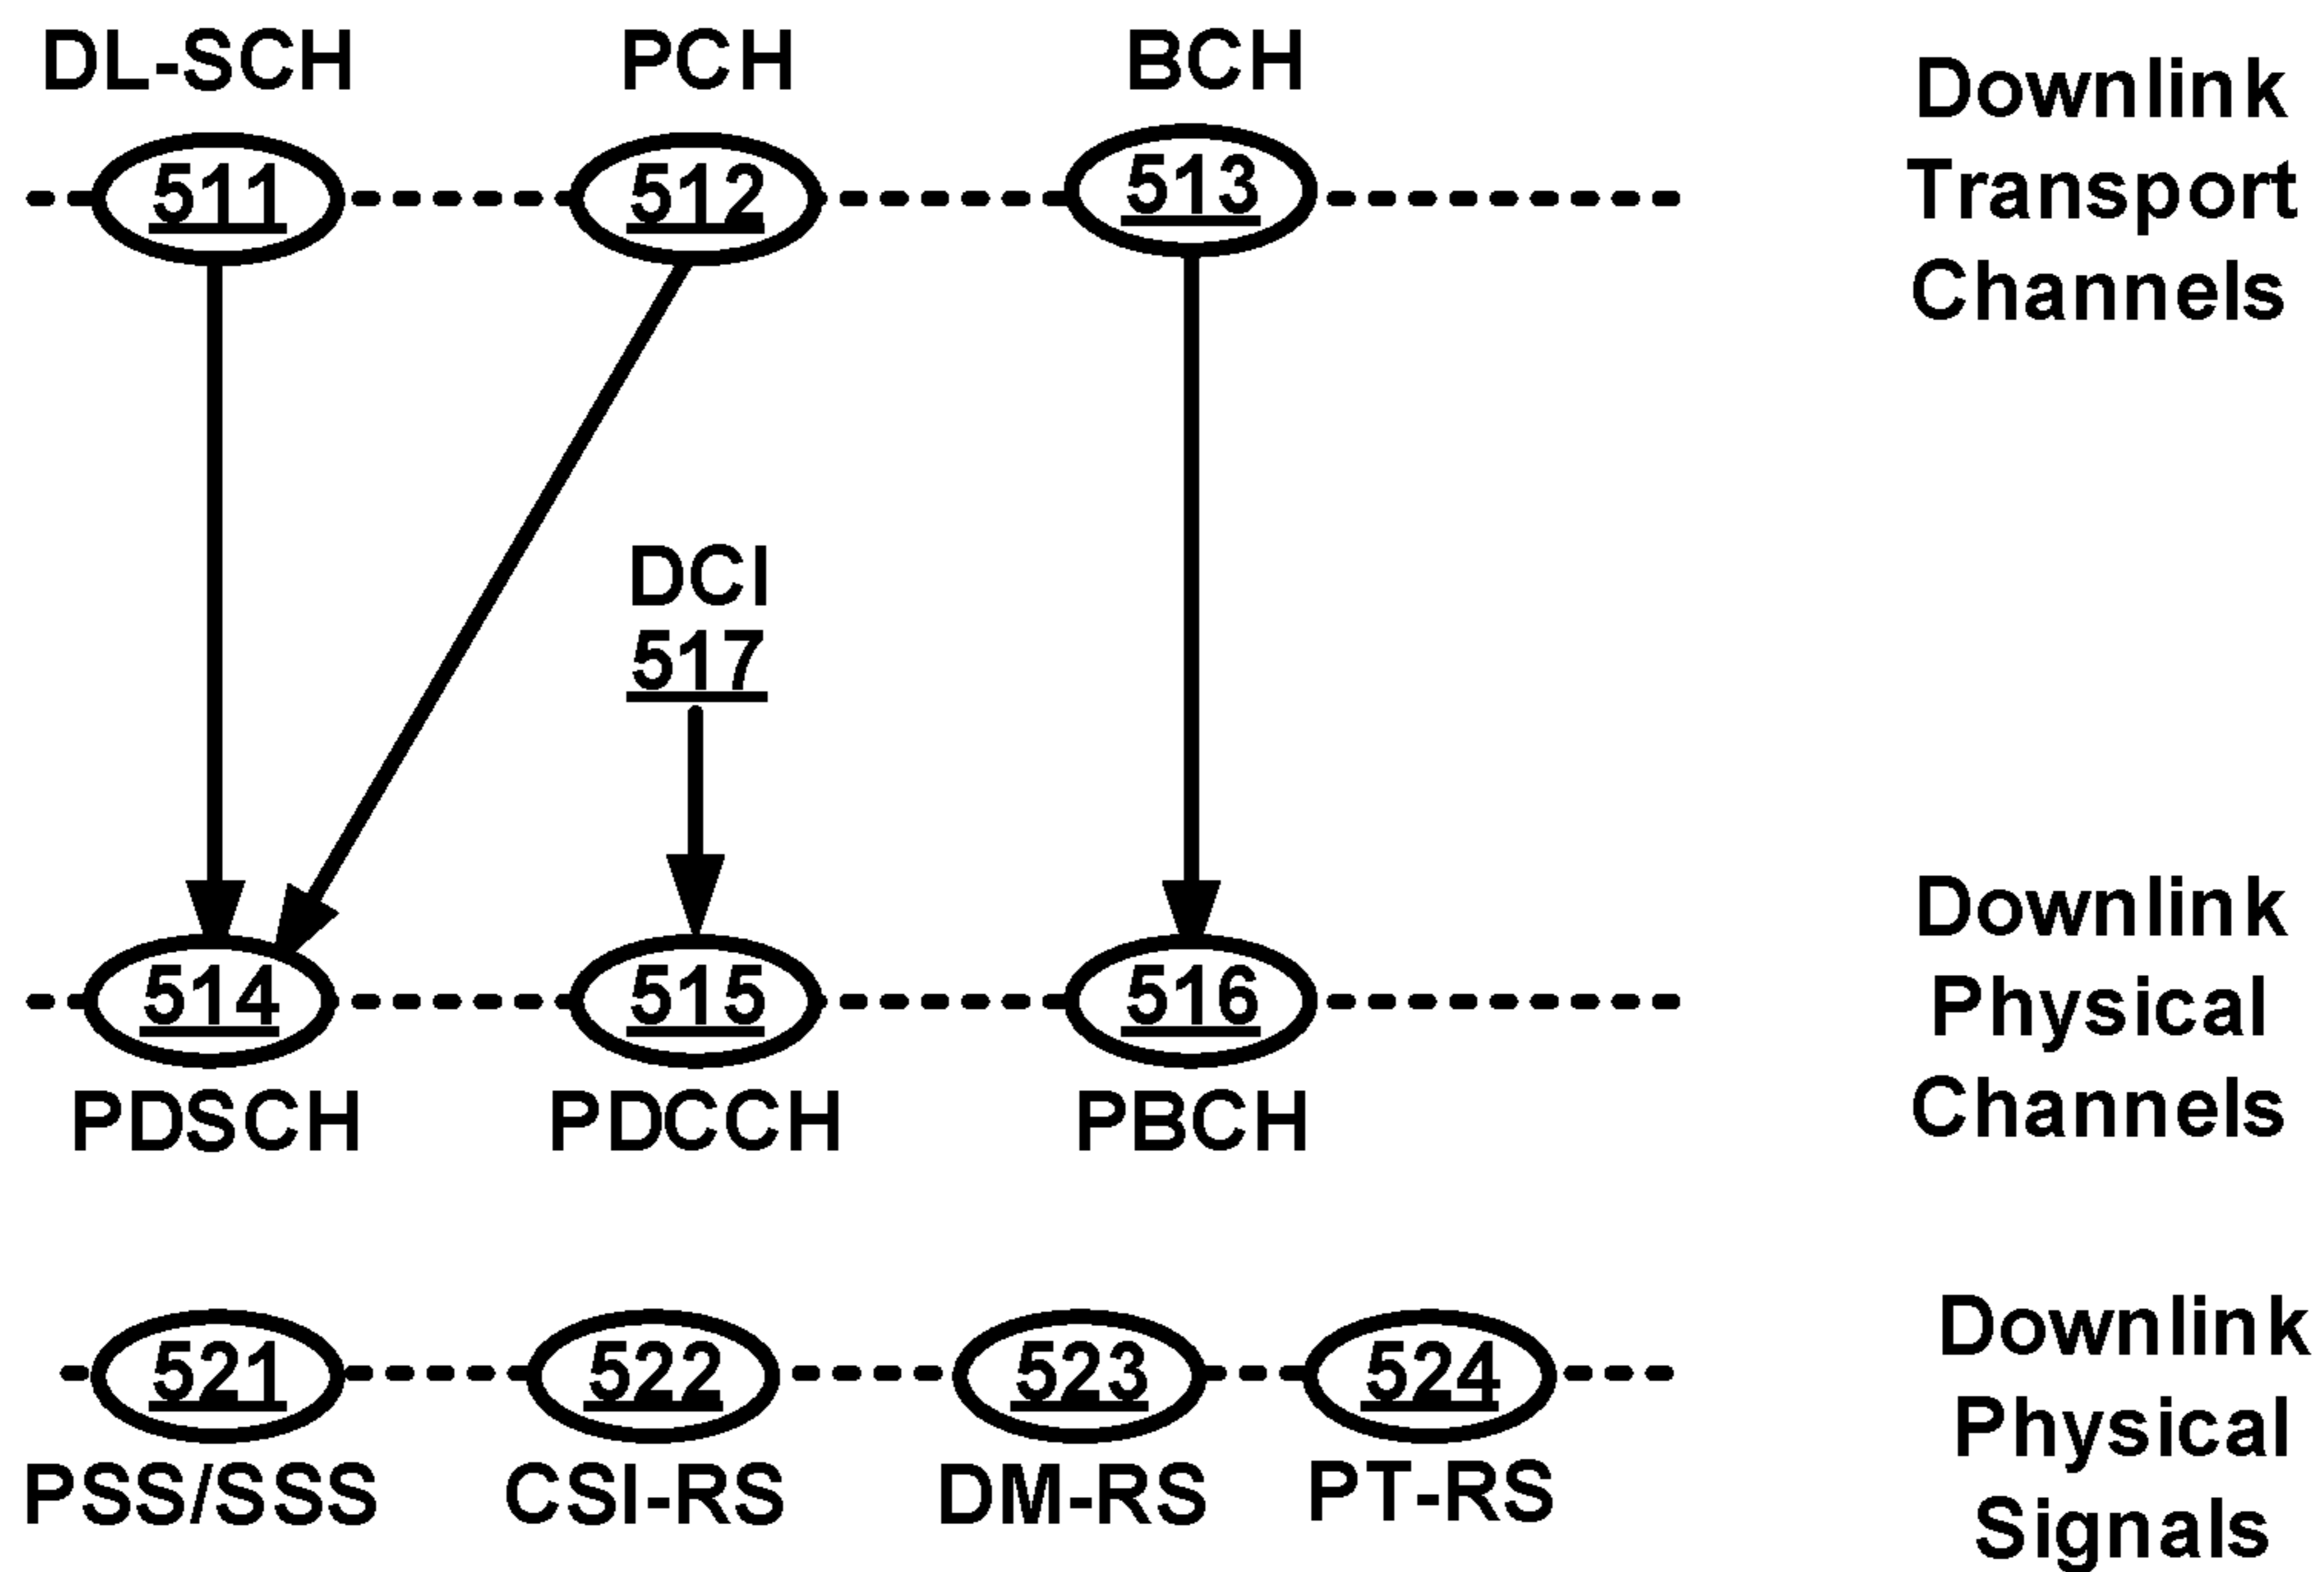 DL-SCH
PCH
BCH
511
512
513
Downlink
Transport
Channels
DCI
517
514
515
516
PDSCH
PDCCH
PBCH
Downlink
Physical
Channels
521
522
523
524
PSS/SSS
CSI-RS
DM-RS
PT-RS
Downlink
Physical
Signals